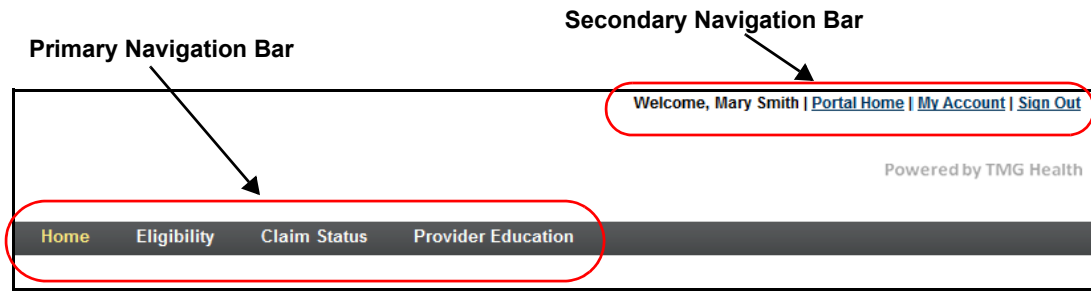 Secondary Navigation Bar
Primary Navigation Bar
Welcome, Mary Smith | Portal Home | My Account | Sign Out
Powered by TMG Health
Home Eligibility Claim Status Provider Education